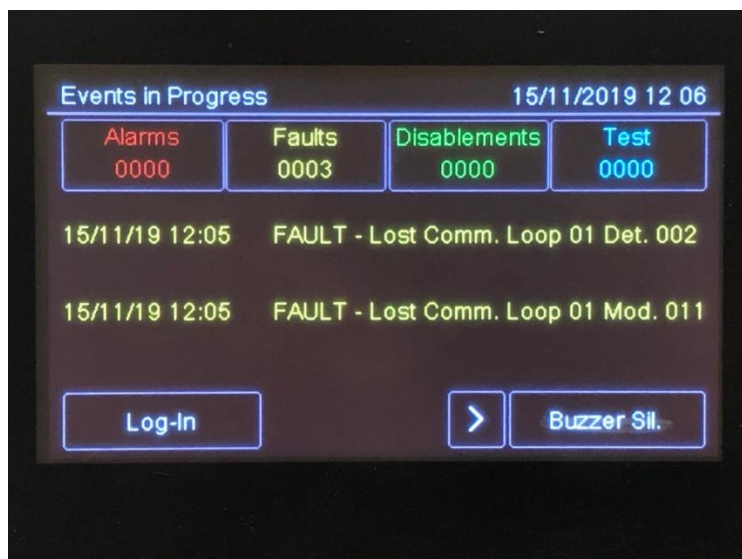 Events in Progress 15/11/2019 12 06
Alarms Faults Disablements Test
0000 0003 0000 0000
15/11/19 12:05 FAULT - Lost Comm. Loop 01 Det. 002
15/11/19 12:05 FAULT - Lost Comm. Loop 01 Mod. 011
Log-In > Buzzer Sil.